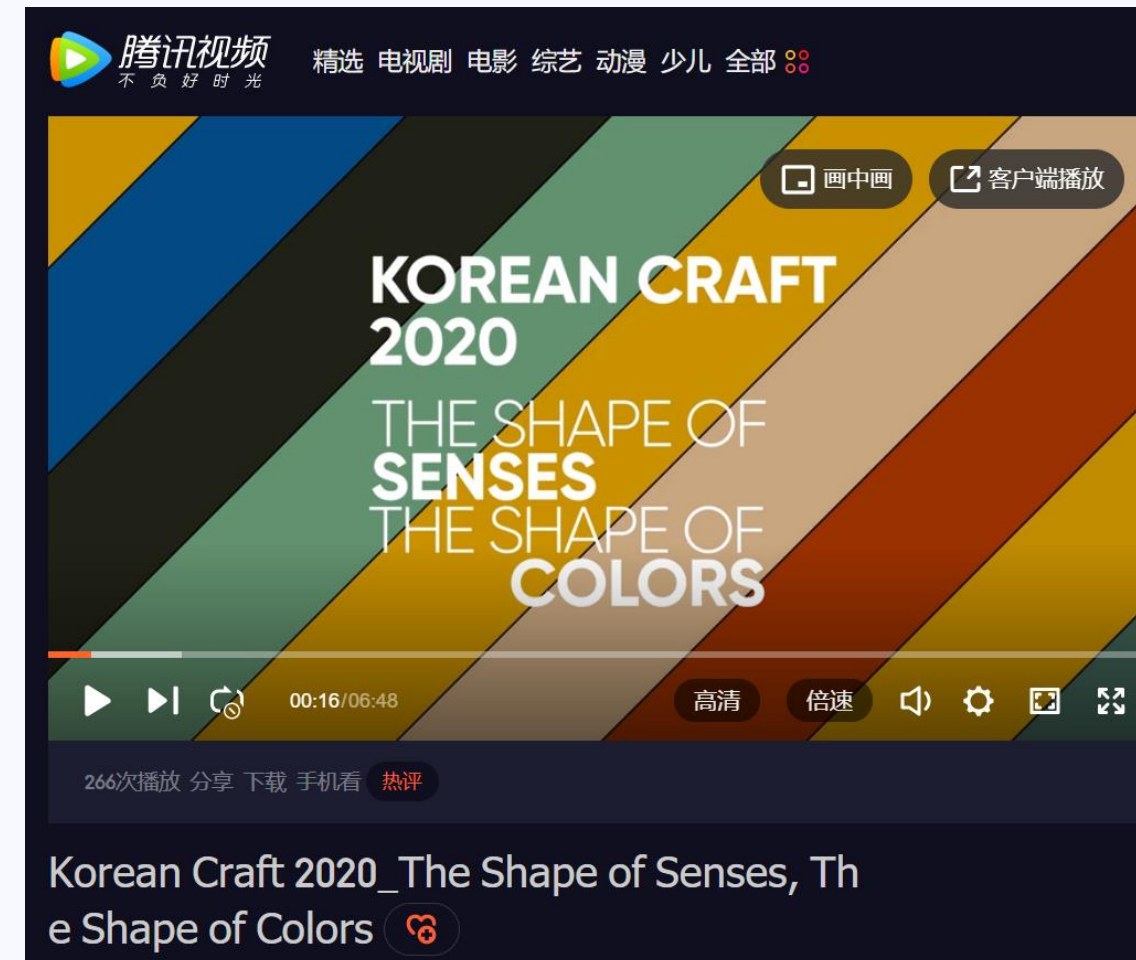 腾讯视频
不负好时光
精选 电视剧 电影 综艺 动漫 少儿 全部
画中画 客户端播放
KOREAN CRAFT
2020
THE SHAPE OF
SENSES
THE SHAPE OF
COLORS
00:16/06:48 高清 倍速
266次播放 分享 下载 手机看 热评
Korean Craft 2020_The Shape of Senses, Th
e Shape of Colors